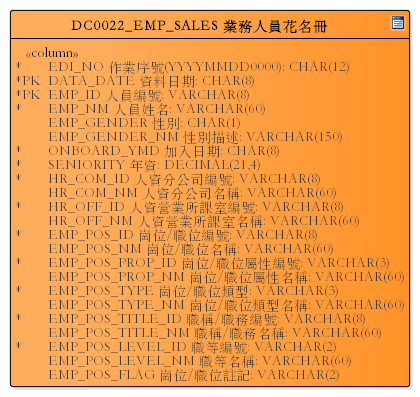 DC0022_EMP_SALES 業務人員花名冊
«column»
* EDI_NO 作業序號(YYYYMMDD0000): CHAR(12)
*PK DATA_DATE 資料日期: CHAR(8)
*PK EMP_ID 人員編號: VARCHAR(8)
* EMP_NM 人員姓名: VARCHAR(60)
EMP_GENDER 性別: CHAR(1)
EMP_GENDER_NM 性別描述: VARCHAR(150)
* ONBOARD_YMD 加入日期: CHAR(8)
* SENIORITY 年資: DECIMAL(21,4)
* HR_COM_ID 人資分公司編號: VARCHAR(8)
HR_COM_NM 人資分公司名稱: VARCHAR(60)
* HR_OFF_ID 人資營業所課室編號: VARCHAR(8)
HR_OFF_NM 人資營業所課室名稱: VARCHAR(60)
* EMP_POS_ID 崗位/職位編號: VARCHAR(8)
EMP_POS_NM 崗位/職位名稱: VARCHAR(60)
* EMP_POS_PROP_ID 崗位/職位屬性編號: VARCHAR(3)
EMP_POS_PROP_NM 崗位/職位屬性名稱: VARCHAR(60)
* EMP_POS_TYPE 崗位/職位類型: VARCHAR(3)
EMP_POS_TYPE_NM 崗位/職位類型名稱: VARCHAR(60)
* EMP_POS_TITLE_ID 職稱/職務編號: VARCHAR(8)
EMP_POS_TITLE_NM 職稱/職務名稱: VARCHAR(60)
* EMP_POS_LEVEL_ID 職等編號: VARCHAR(2)
EMP_POS_LEVEL_NM 職等名稱: VARCHAR(60)
EMP_POS_FLAG 崗位/職位註記: VARCHAR(2)